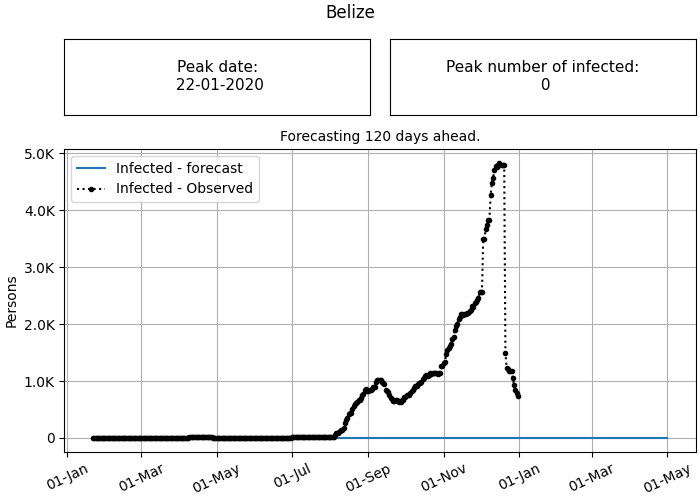 Belize
Peak date:
22-01-2020
Peak number of infected:
0
Forecasting 120 days ahead.
Infected - forecast
Infected - Observed
Persons
5.0K
4.0K
3.0K
2.0K
1.0K
0
01-Jan
01-Mar
01-May
01-Jul
01-Sep
01-Nov
01-Jan
01-Mar
01-May